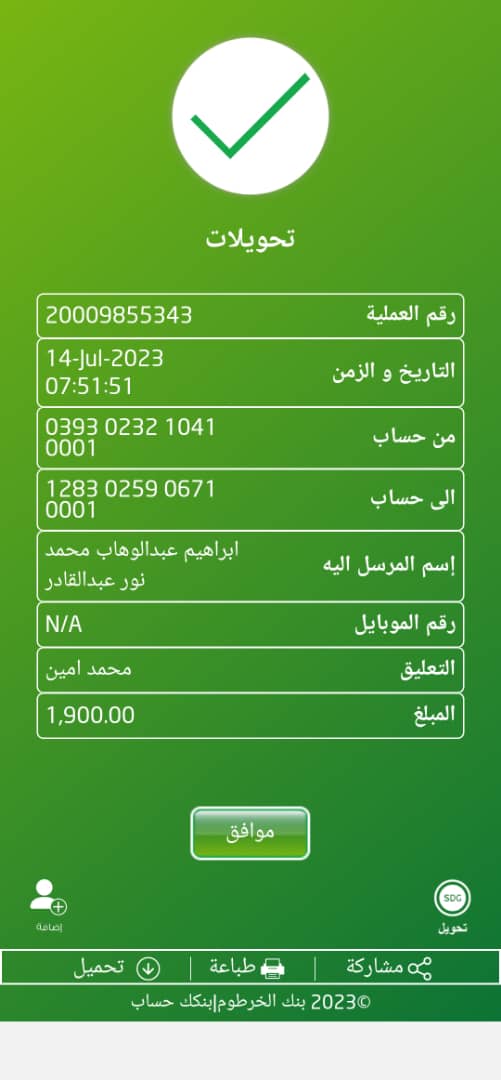 تحويلات
رقم العملية 20009855343
التاريخ و الزمن 14-Jul-2023
07:51:51
من حساب 0393 0232 1041
0001
الى حساب 1283 0259 0671
0001
إسم المرسل اليه ابراهيم عبدالوهاب محمد
نور عبدالقادر
رقم الموبايل N/A
التعليق محمد امين
المبلغ 1,900.00
موافق
SDG
تحويل إضافة
مشاركة | طباعة | تحميل
©2023 بنك الخرطوم|بنكك حساب